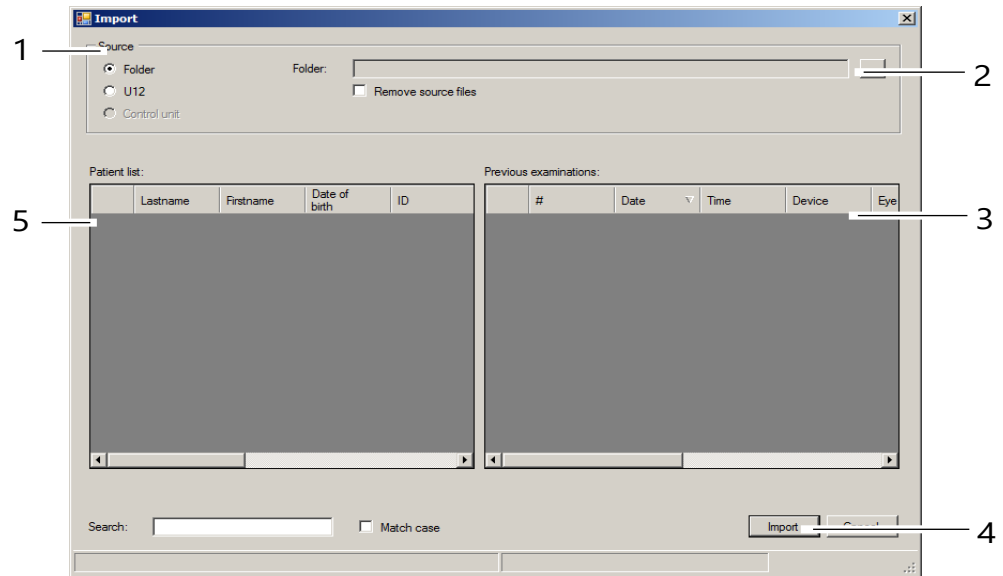 Import
1
Source
Folder
Folder:
2
U12
Remove source files
Control unit
Patient list:
Previous examinations:
Lastname
Firstname
Date of
birth
ID
#
Date
Time
Device
Eye
5
3
Search:
Match case
Import
Cancel
4